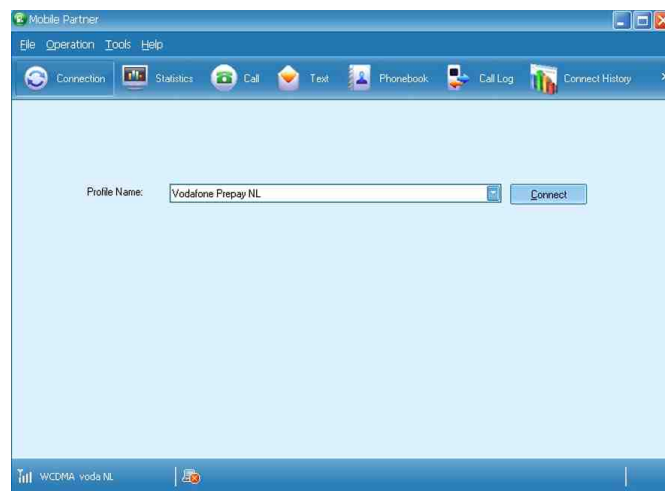 Mobile Partner
File Operation Tools Help
Connection Statistics Call Text Phonebook Call Log Connect History
Profile Name: Vodafone Prepay NL Connect
WCDMA voda NL